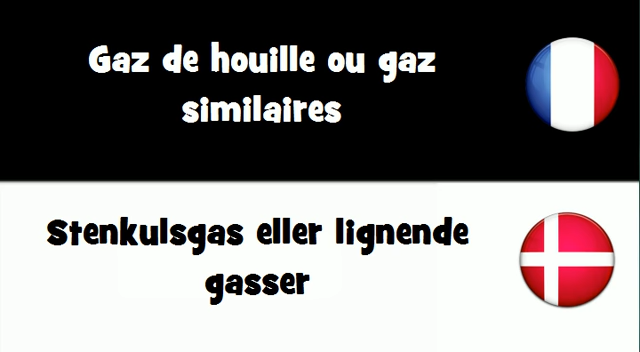 Gaz de houille ou gaz
similaires
Stenkulsgas eller lignende
gasser